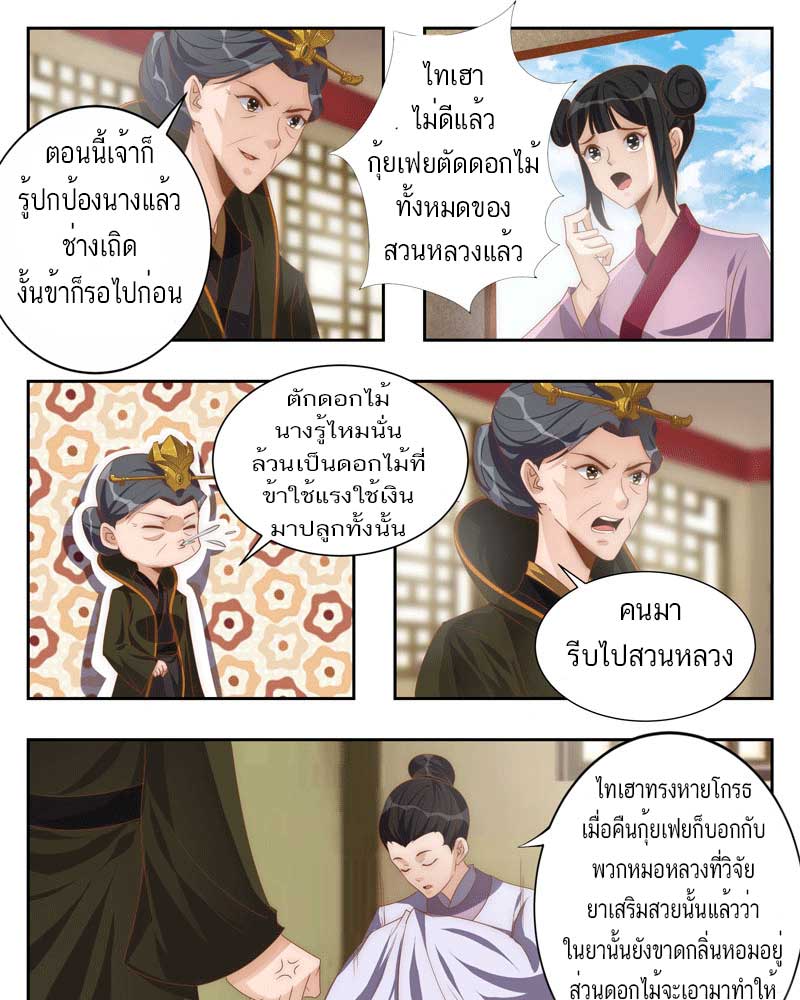 ตอนนี้เจ้าก็
รู้ปกป้องนางแล้ว
ช่างเถิด
งั้นข้าก็รอไปก่อน
ไทเฮา
ไม่ดีแล้ว
กุ้ยเฟยตัดดอกไม้
ทั้งหมดของ
สวนหลวงแล้ว
ตักดอกไม้
นางรู้ไหมนั่น
ล้วนเป็นดอกไม้ที่
ข้าใช้แรงใช้เงิน
มาปลูกทั้งนั้น
คนมา
รีบไปสวนหลวง
ไทเฮาทรงหายโกรธ
เมื่อคืนกุ้ยเฟยก็บอกกับ
พวกหมอหลวงที่วิจัย
ยาเสริมสวยนั้นแล้วว่า
ในยานั้นยังขาดกลิ่นหอมอยู่
ส่วนดอกไม้จะเอามาทำให้